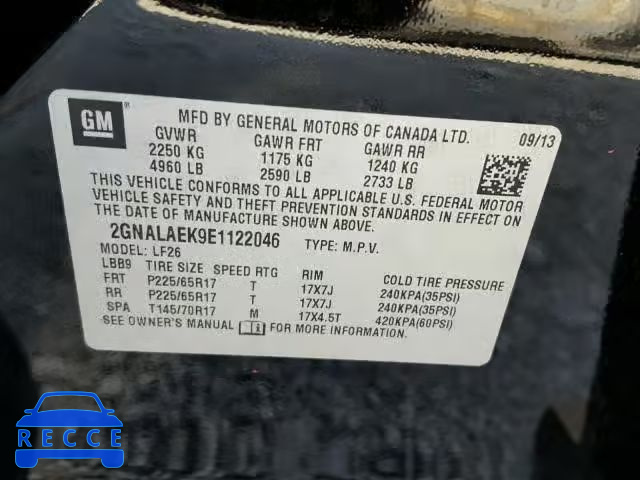 GM
MFD BY GENERAL MOTORS OF CANADA LTD. 09/13
GVWR GAWR FRT GAWR RR
2250 KG 1175 KG 1240 KG
4960 LB 2590 LB 2733 LB
THIS VEHICLE CONFORMS TO ALL APPLICABLE U.S. FEDERAL MOTOR
VEHICLE SAFETY AND THEFT PREVENTION STANDARDS IN EFFECT ON
THE DATE OF MANUFACTURE SHOWN ABOVE.
2GNALAEK9E1122046 TYPE: M.P.V.
MODEL: LF26
LBB9 TIRE SIZE SPEED RTG RIM COLD TIRE PRESSURE
FRT P225/65R17 T 17X7J 240KPA(35PSI)
RR P225/65R17 T 17X7J 240KPA(35PSI)
SPA T145/70R17 M 17X4.5T 420KPA(60PSI)
SEE OWNER'S MANUAL FOR MORE INFORMATION.
RECCE